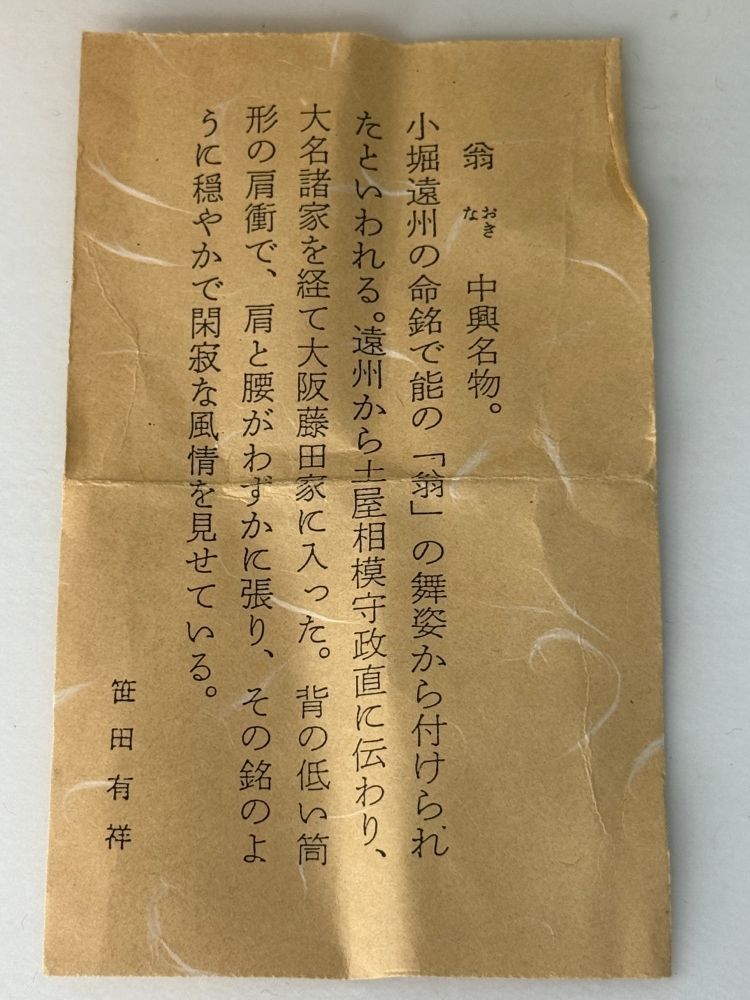 翁 おきな 中興名物。
小堀遠州の命銘で能の「翁」の舞姿から付けられ
たといわれる。遠州から土屋相模守政直に伝わり、
大名諸家を経て大阪藤田家に入った。背の低い筒
形の肩衝で、肩と腰がわずかに張り、その銘のよ
うに穏やかで閑寂な風情を見せている。
笹田有祥